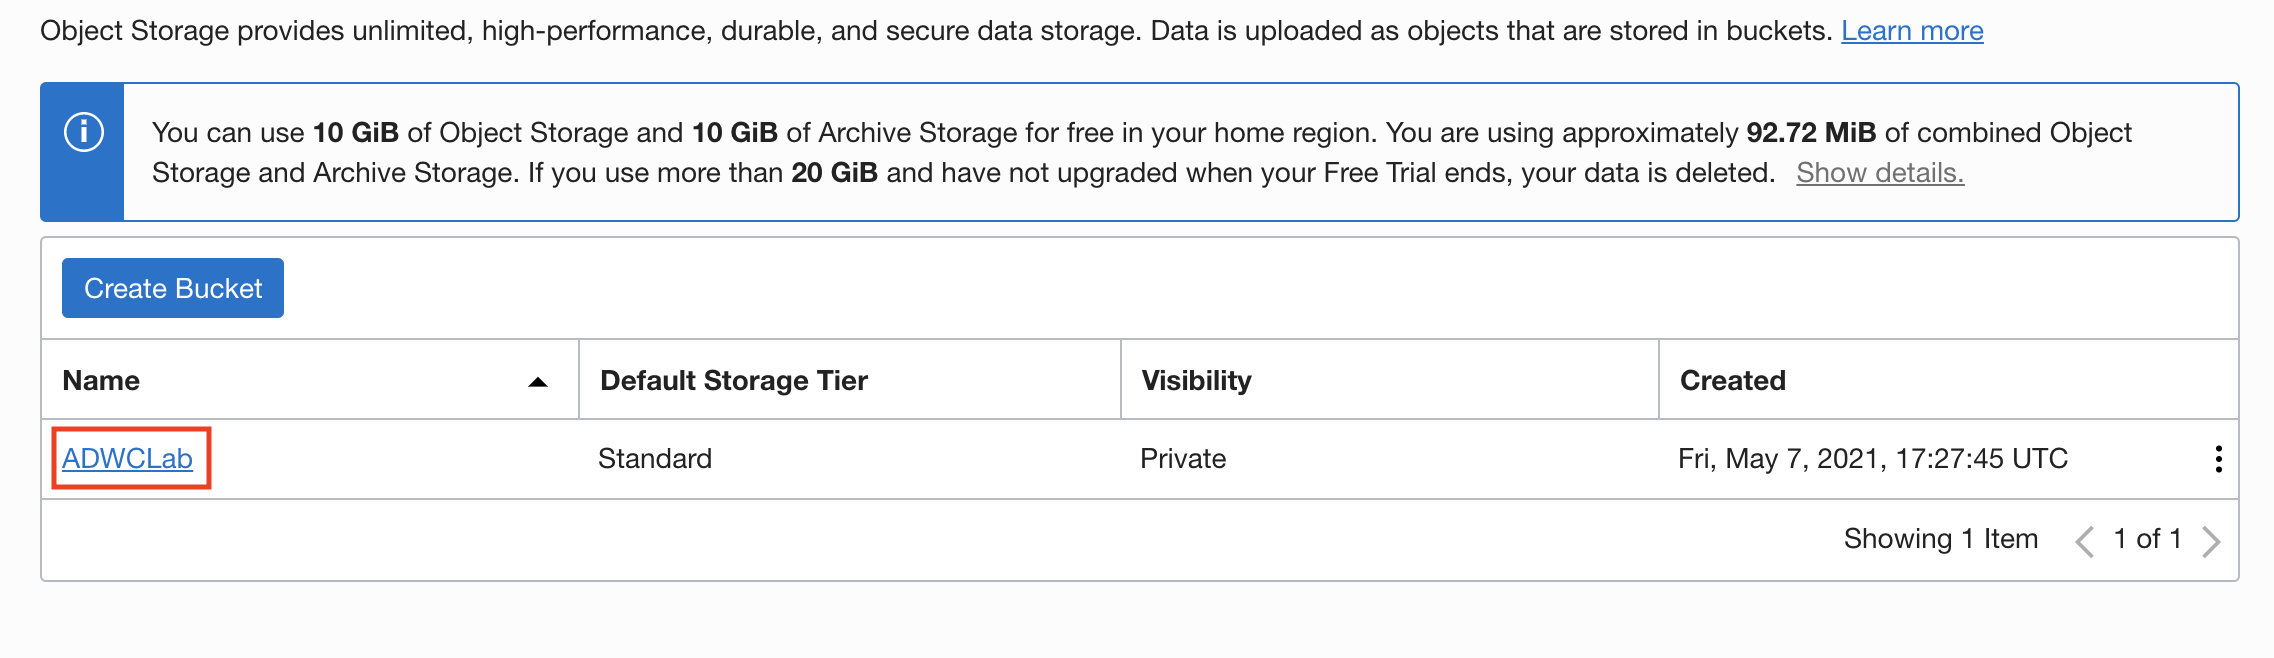 Object Storage provides unlimited, high-performance, durable, and secure data storage. Data is uploaded as objects that are stored in buckets. Learn more
You can use 10 GiB of Object Storage and 10 GiB of Archive Storage for free in your home region. You are using approximately 92.72 MiB of combined Object
Storage and Archive Storage. If you use more than 20 GiB and have not upgraded when your Free Trial ends, your data is deleted. Show details.
Create Bucket
Name Default Storage Tier Visibility Created
ADWCLab Standard Private Fri, May 7, 2021, 17:27:45 UTC
Showing 1 Item 1 of 1